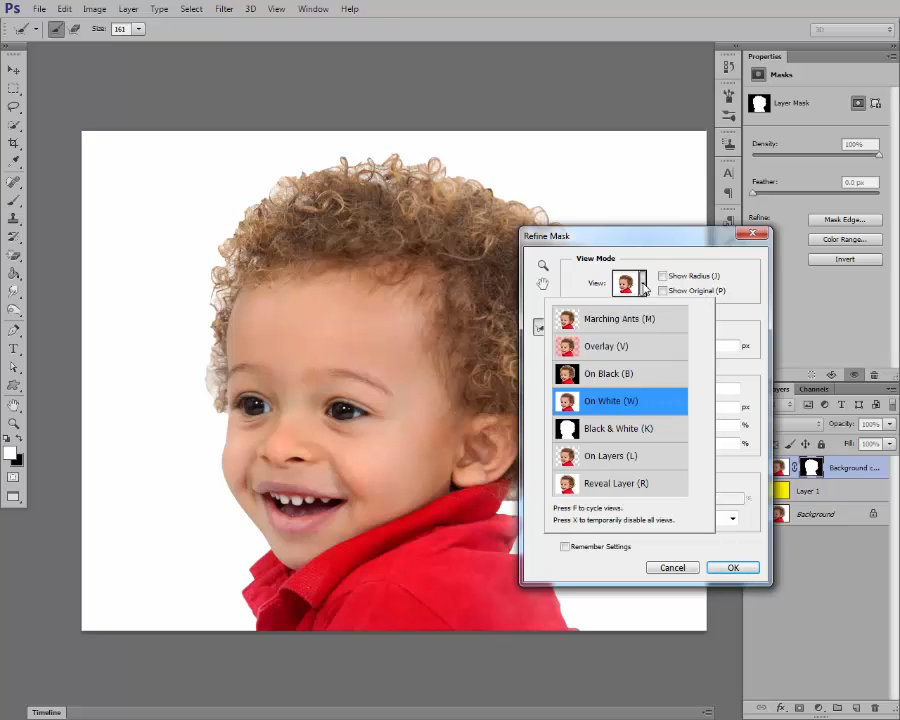 Ps File Edit Image Layer Type Select Filter 3D View Window Help
Size: 161
3D
Properties
Masks
Layer Mask
Density: 100%
Feather: 0.0 px
Refine:
Mask Edge...
Color Range...
Invert
Refine Mask
View Mode
View:
Show Radius (J)
Show Original (P)
Marching Ants (M)
Overlay (V)
On Black (B)
On White (W)
Black & White (K)
On Layers (L)
Reveal Layer (R)
Press F to cycle views.
Press X to temporarily disable all views.
px
px
%
%
%
Remember Settings
Cancel OK
ayers Channels
Opacity: 100%
Fill: 100%
Background c...
Layer 1
Background
Timeline